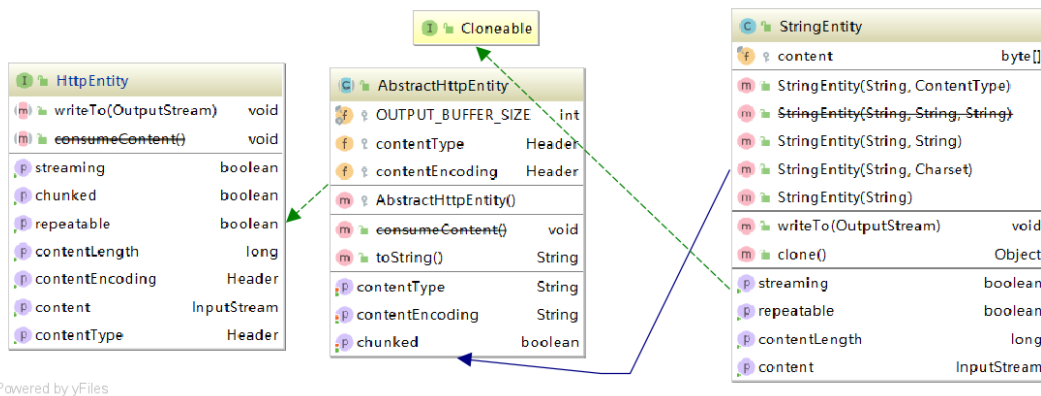 I Cloneable
I HttpEntity
m writeTo(OutputStream) void
m consumeContent() void
p streaming boolean
p chunked boolean
p repeatable boolean
p contentLength long
p contentEncoding Header
p content InputStream
p contentType Header
C AbstractHttpEntity
f OUTPUT_BUFFER_SIZE int
f contentType Header
f contentEncoding Header
m AbstractHttpEntity()
m consumeContent() void
m toString() String
p contentType String
p contentEncoding String
p chunked boolean
C StringEntity
f content byte[]
m StringEntity(String, ContentType)
m StringEntity(String, String, String)
m StringEntity(String, String)
m StringEntity(String, Charset)
m StringEntity(String)
m writeTo(OutputStream) void
m clone() Object
p streaming boolean
p repeatable boolean
p contentLength long
p content InputStream
Powered by yFiles